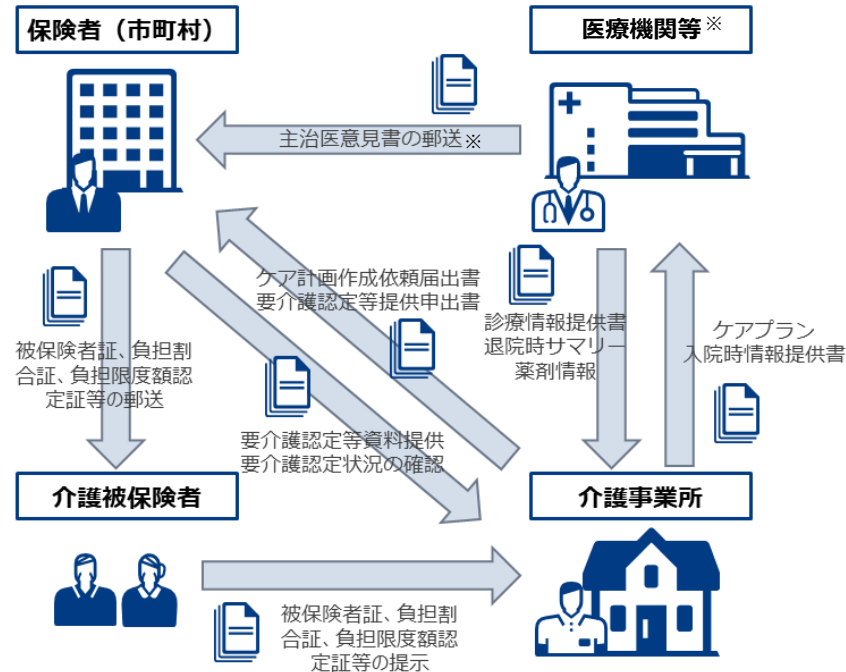 保険者（市町村）
医療機関等※
主治医意見書の郵送※
ケア計画作成依頼届出書
要介護認定等提供申出書
診療情報提供書
退院時サマリー
薬剤情報
ケアプラン
入院時情報提供書
被保険者証、負担割
合証、負担限度額認
定証等の郵送
要介護認定等資料提供
要介護認定状況の確認
介護被保険者
介護事業所
被保険者証、負担割
合証、負担限度額認
定証等の提示